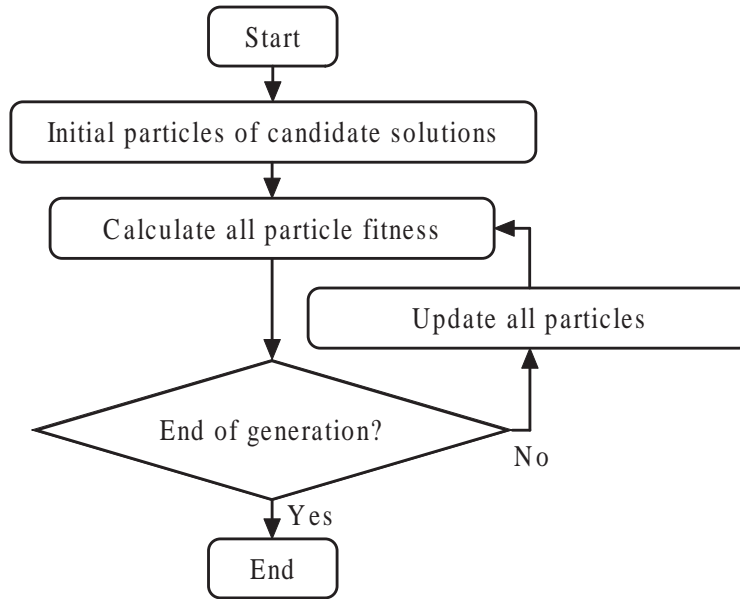 Start
Initial particles of candidate solutions
Calculate all particle fitness
Update all particles
End of generation?
No
Yes
End